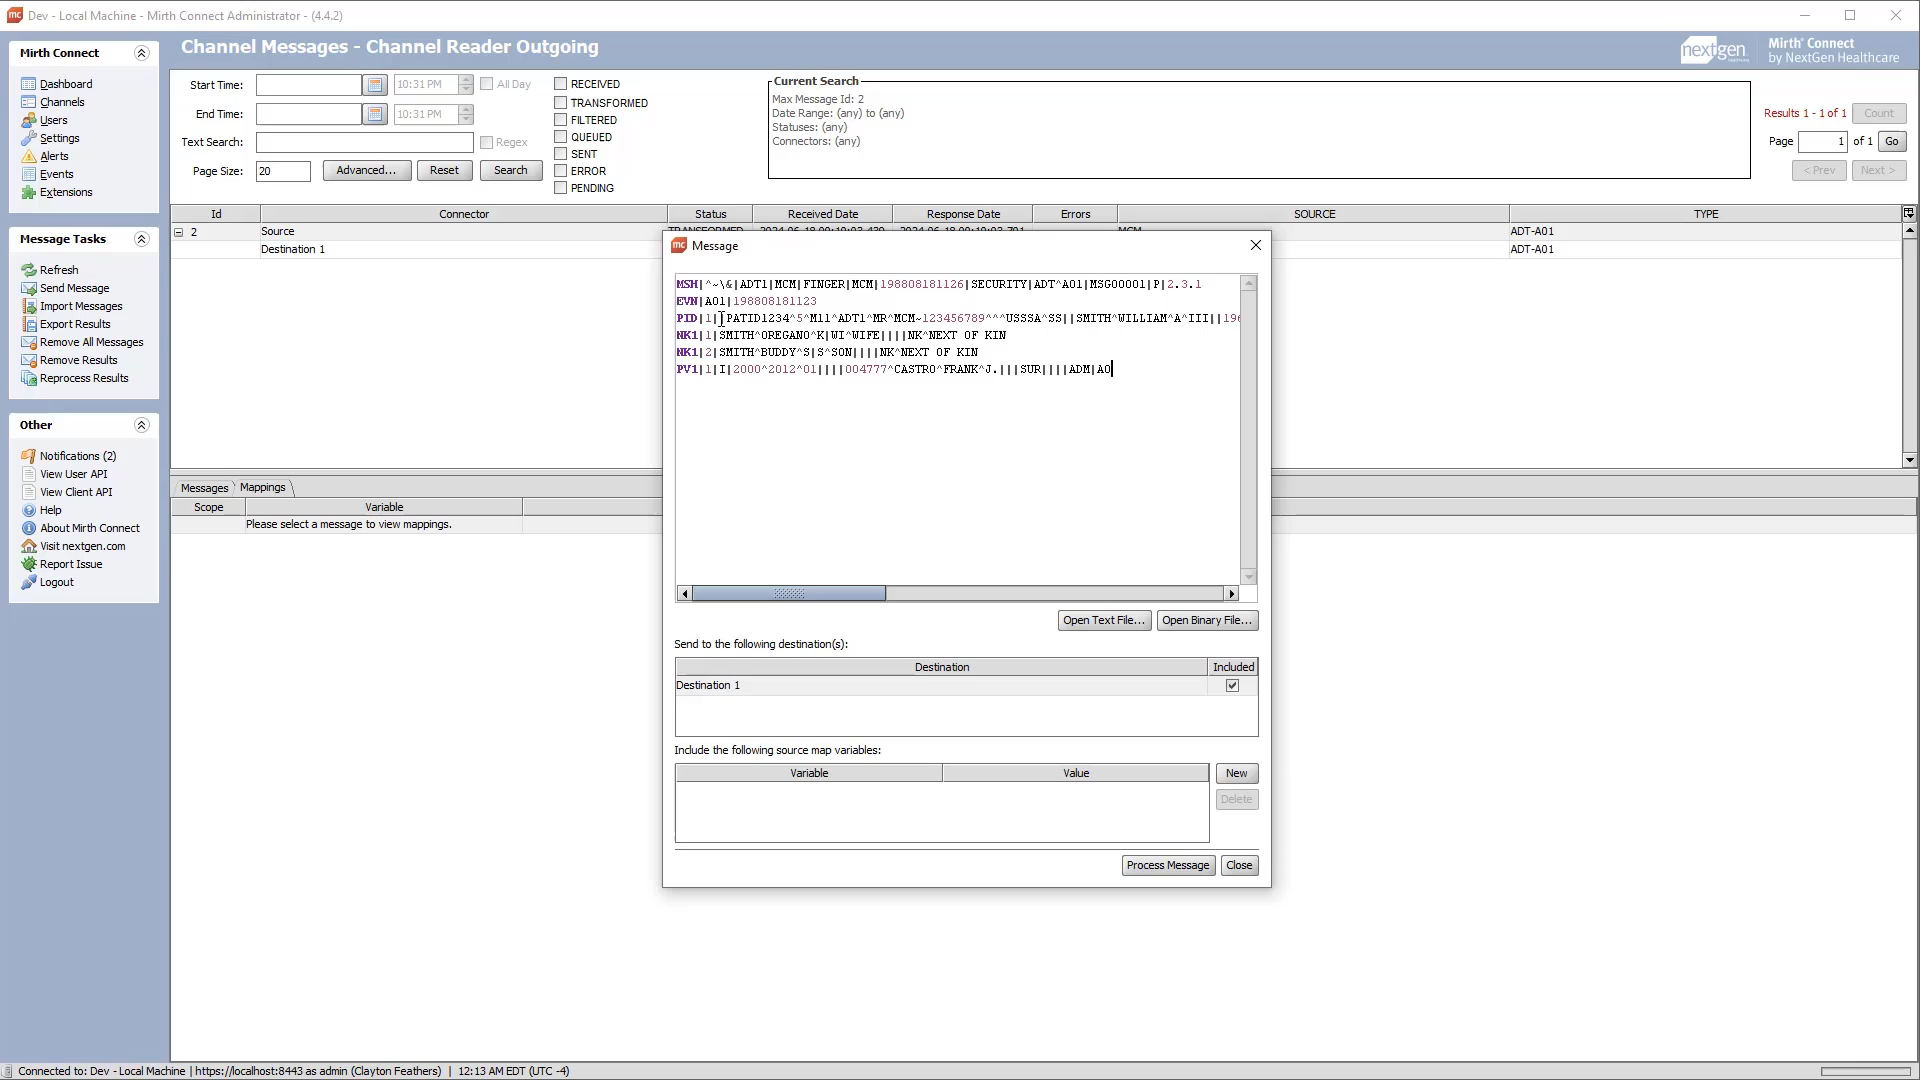 mc Dev - Local Machine - Mirth Connect Administrator - (4.4.2)
Mirth Connect
Dashboard
Channels
Users
Settings
Alerts
Events
Extensions
Message Tasks
Refresh
Send Message
Import Messages
Export Results
Remove All Messages
Remove Results
Reprocess Results
Other
Notifications (2)
View User API
View Client API
Help
About Mirth Connect
Visit nextgen.com
Report Issue
Logout
Channel Messages - Channel Reader Outgoing
nextgen
Mirth® Connect
by NextGen Healthcare
Start Time: 10:31 PM All Day
End Time: 10:31 PM
Text Search: Regex
Page Size: 20 Advanced... Reset Search
RECEIVED
TRANSFORMED
FILTERED
QUEUED
SENT
ERROR
PENDING
Current Search
Max Message Id: 2
Date Range: (any) to (any)
Statuses: (any)
Connectors: (any)
Results 1 - 1 of 1 Count
Page 1 of 1 Go
< Prev Next >
Id Connector Status Received Date Response Date Errors SOURCE TYPE
2 Source ADT-A01
Destination 1 ADT-A01
Messages Mappings
Scope Variable
Please select a message to view mappings.
mc Message
MSH|^~\&|ADT1|MCM|FINGER|MCM|198808181126|SECURITY|ADT^A01|MSG00001|P|2.3.1
EVN|A01|198808181123
PID|1||PATID1234^5^M11^ADT1^MR^MCM~123456789^^^USSSA^SS||SMITH^WILLIAM^A^III||196
NK1|1|SMITH^OREGANO^K|WI^WIFE||||NK^NEXT OF KIN
NK1|2|SMITH^BUDDY^S|S^SON||||NK^NEXT OF KIN
PV1|1|I|2000^2012^01||||004777^CASTRO^FRANK^J.|||SUR||||ADM|A0
Open Text File... Open Binary File...
Send to the following destination(s):
Destination Included
Destination 1
Include the following source map variables:
Variable Value
New
Delete
Process Message Close
Connected to: Dev - Local Machine | https://localhost:8443 as admin (Clayton Feathers) | 12:13 AM EDT (UTC -4)